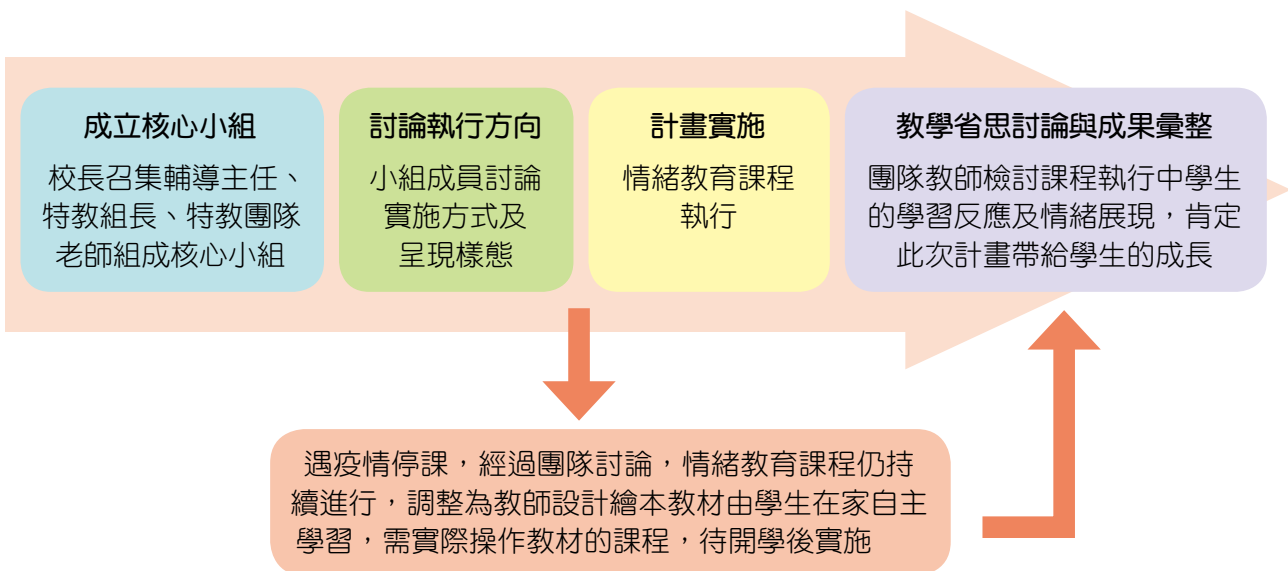 成立核心小組
校長召集輔導主任、
特教組長、特教團隊
老師組成核心小組
討論執行方向
小組成員討論
實施方式及
呈現樣態
計畫實施
情緒教育課程
執行
教學省思討論與成果彙整
團隊教師檢討課程執行中學生
的學習反應及情緒展現，肯定
此次計畫帶給學生的成長
遇疫情停課，經過團隊討論，情緒教育課程仍持
續進行，調整為教師設計繪本教材由學生在家自主
學習，需實際操作教材的課程，待開學後實施